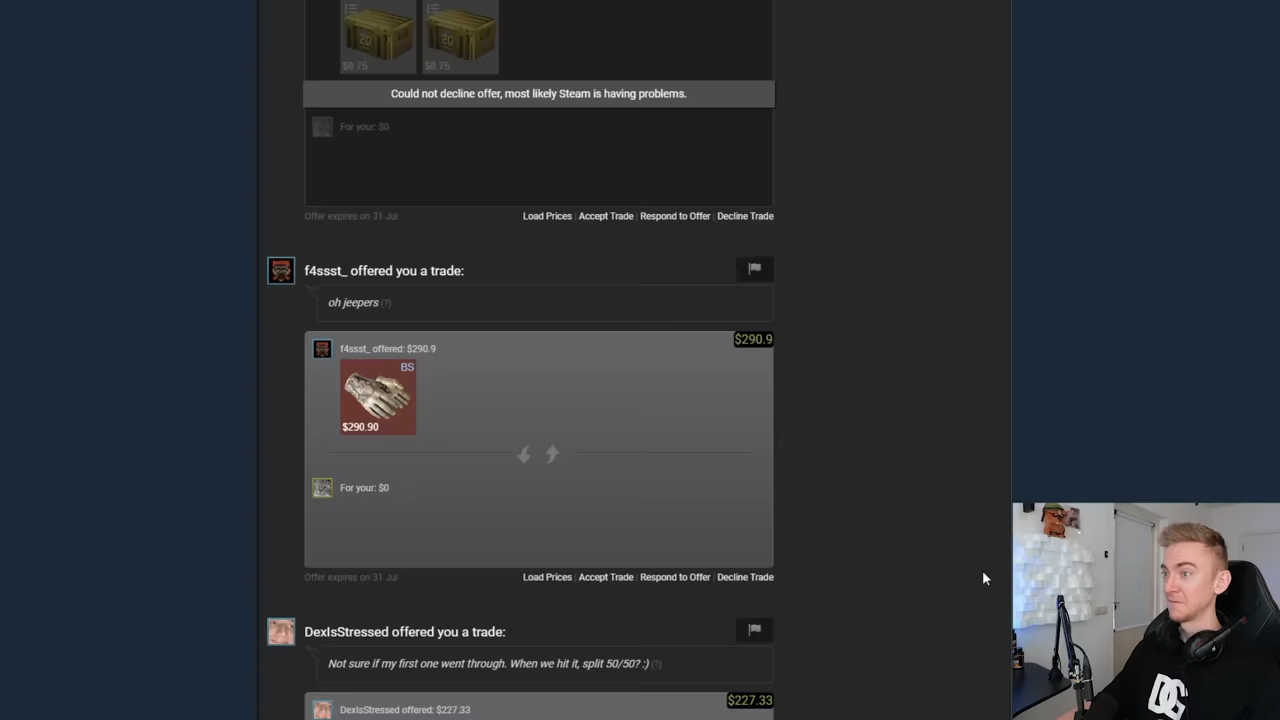 20
20
$0.75
$0.75
Could not decline offer, most likely Steam is having problems.
For your: $0
Offer expires on 31 Jul
Load Prices | Accept Trade | Respond to Offer | Decline Trade
f4ssst_ offered you a trade:
oh jeepers (?)
$290.9
f4ssst_ offered: $290.9
BS
$290.90
For your: $0
Offer expires on 31 Jul
Load Prices | Accept Trade | Respond to Offer | Decline Trade
DexIsStressed offered you a trade:
Not sure if my first one went through. When we hit it, split 50/50? :) (?)
$227.33
DexIsStressed offered: $227.33